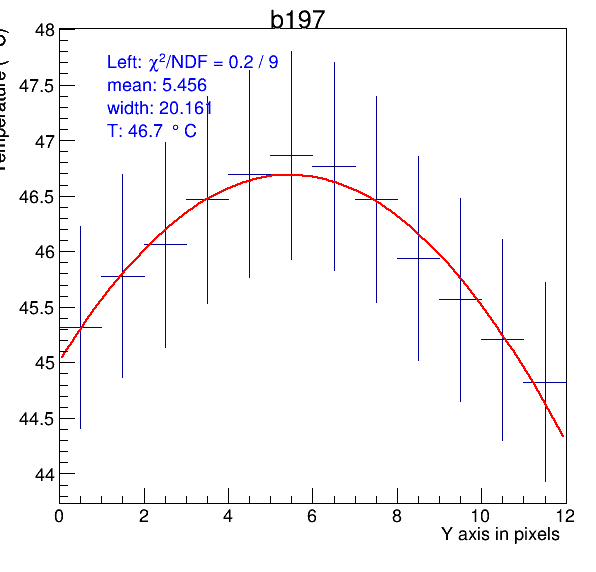 b197
Left: χ²/NDF = 0.2 / 9
mean: 5.456
width: 20.161
T: 46.7 ° C
48
47.5
47
46.5
46
45.5
45
44.5
44
0 2 4 6 8 10 12
Y axis in pixels